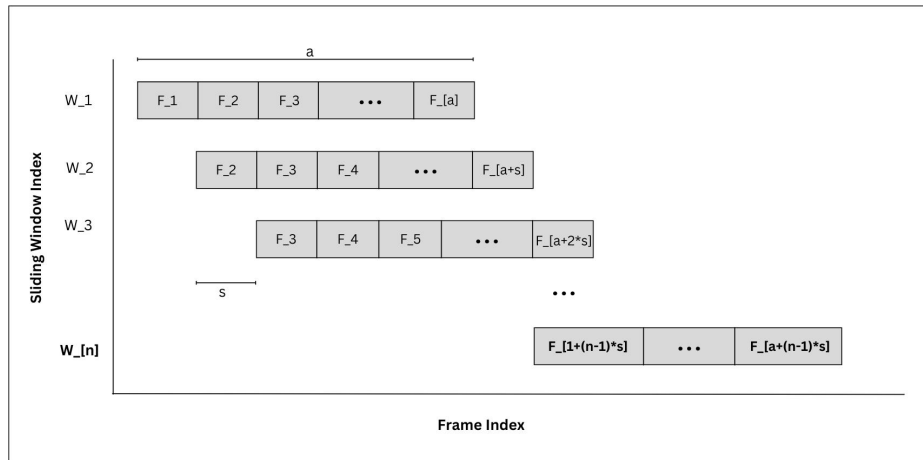 a
W_1 F_1 F_2 F_3 ••• F_[a]
W_2 F_2 F_3 F_4 ••• F_[a+s]
W_3 F_3 F_4 F_5 ••• F_[a+2*s]
s
•••
W_[n] F_[1+(n-1)*s] ••• F_[a+(n-1)*s]
Sliding Window Index
Frame Index